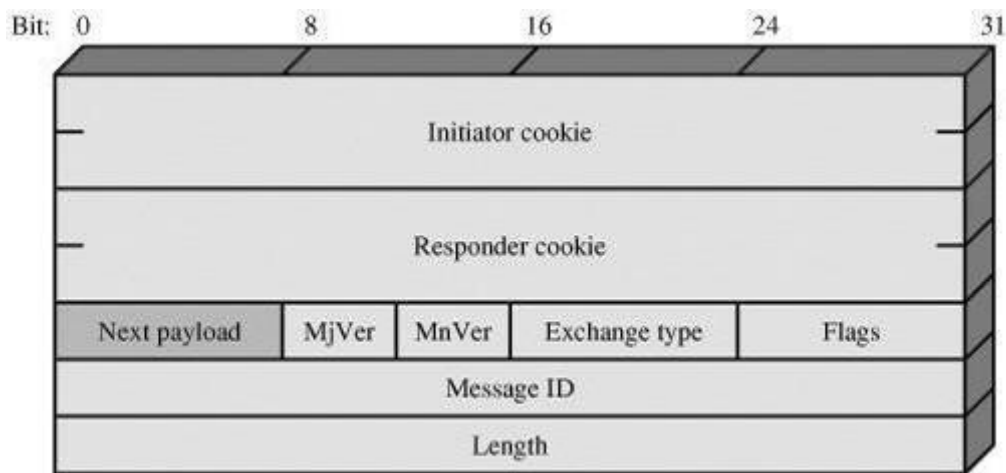 Bit: 0 8 16 24 31
Initiator cookie
Responder cookie
Next payload MjVer MnVer Exchange type Flags
Message ID
Length